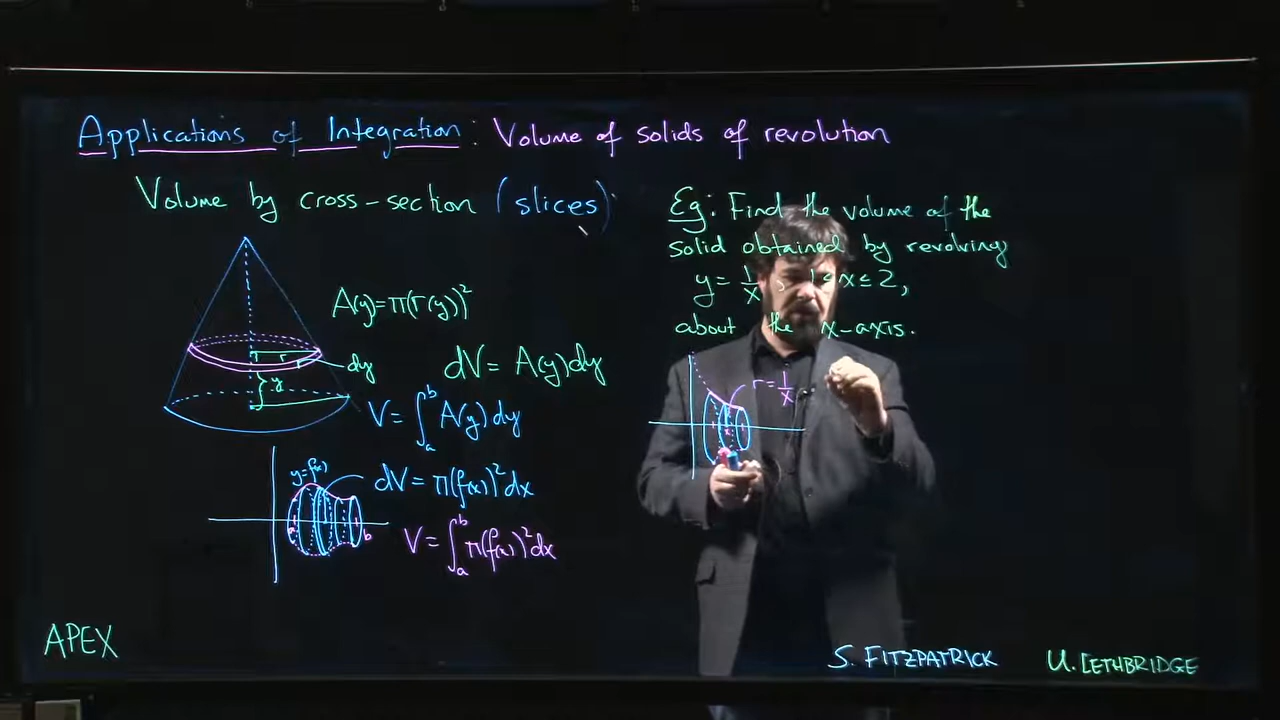 Applications of Integration: Volume of solids of revolution
Volume by cross-section (slices)
A(y)=π(r(y))²
dy
r
y
dV = A(y)dy
V = ∫ₐᵇ A(y)dy
y=f(x)
dV = π(f(x))²dx
a
b
V = ∫ₐᵇ π(f(x))²dx
Eg: Find the volume of the
solid obtained by revolving
y = 1/x, 1≤x≤2,
about the x-axis.
r=1/x
APEX
S. FITZPATRICK
U. LETHBRIDGE